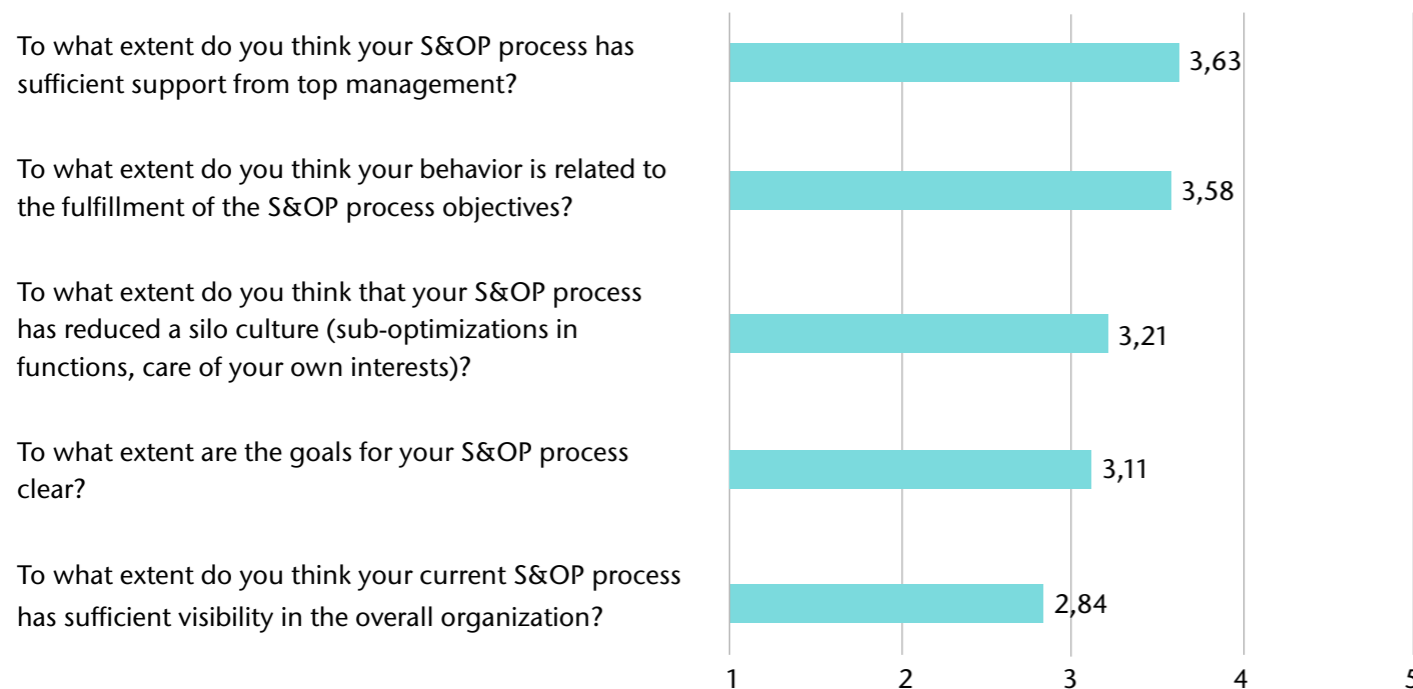 To what extent do you think your S&OP process has
sufficient support from top management?
3,63
To what extent do you think your behavior is related to
the fulfillment of the S&OP process objectives?
3,58
To what extent do you think that your S&OP process
has reduced a silo culture (sub-optimizations in
functions, care of your own interests)?
3,21
To what extent are the goals for your S&OP process
clear?
3,11
To what extent do you think your current S&OP process
has sufficient visibility in the overall organization?
2,84
1 2 3 4 5